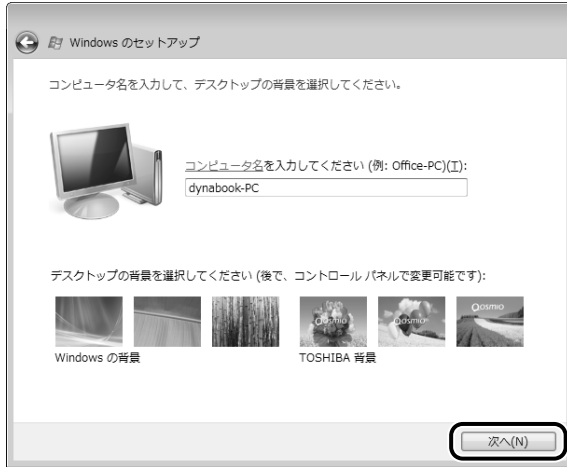 Windows のセットアップ
コンピュータ名を入力して、デスクトップの背景を選択してください。
コンピュータ名を入力してください (例: Office-PC)(T):
dynabook-PC
デスクトップの背景を選択してください (後で、コントロール パネルで変更可能です):
Qosmio Qosmio Qosmio
Windows の背景 TOSHIBA 背景
次へ(N)